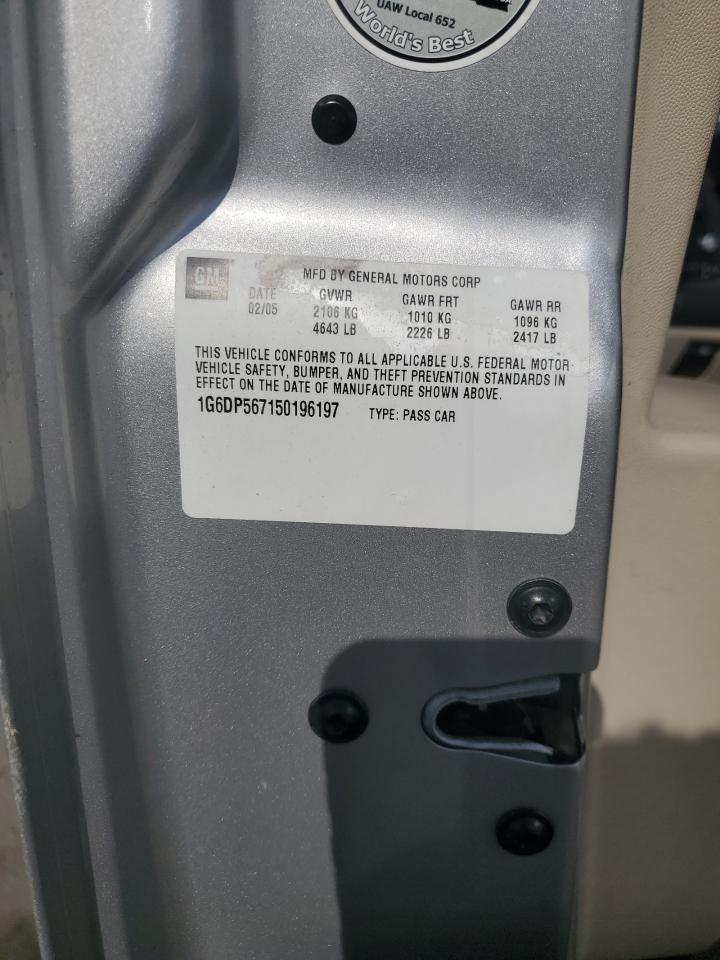 UAW Local 652
World's Best
GM
MFD BY GENERAL MOTORS CORP
DATE GVWR GAWR FRT GAWR RR
02/05 2106 KG 1010 KG 1096 KG
4643 LB 2226 LB 2417 LB
THIS VEHICLE CONFORMS TO ALL APPLICABLE U.S. FEDERAL MOTOR
VEHICLE SAFETY, BUMPER, AND THEFT PREVENTION STANDARDS IN
EFFECT ON THE DATE OF MANUFACTURE SHOWN ABOVE.
1G6DP567150196197 TYPE: PASS CAR